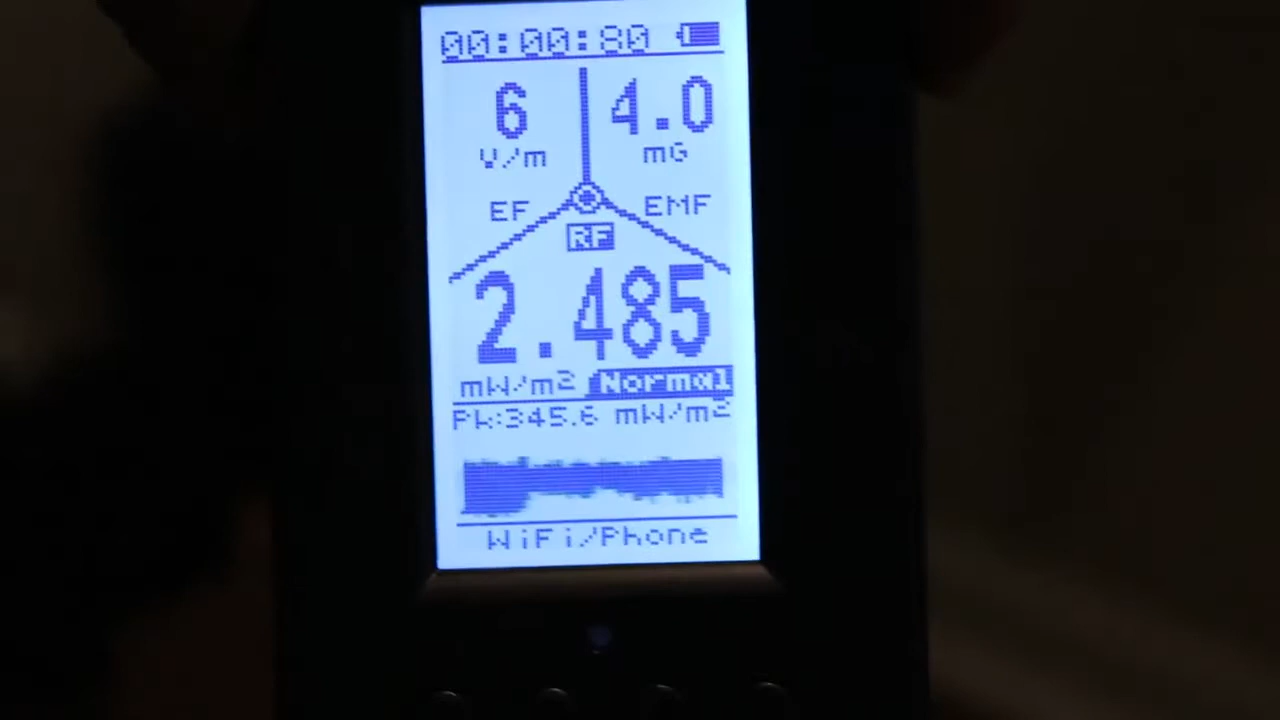 00:00:80
6 4.0
V/m mG
EF EMF
RF
2.485
mW/m2 Normal
Pk:345.6 mW/m2
WiFi/Phone